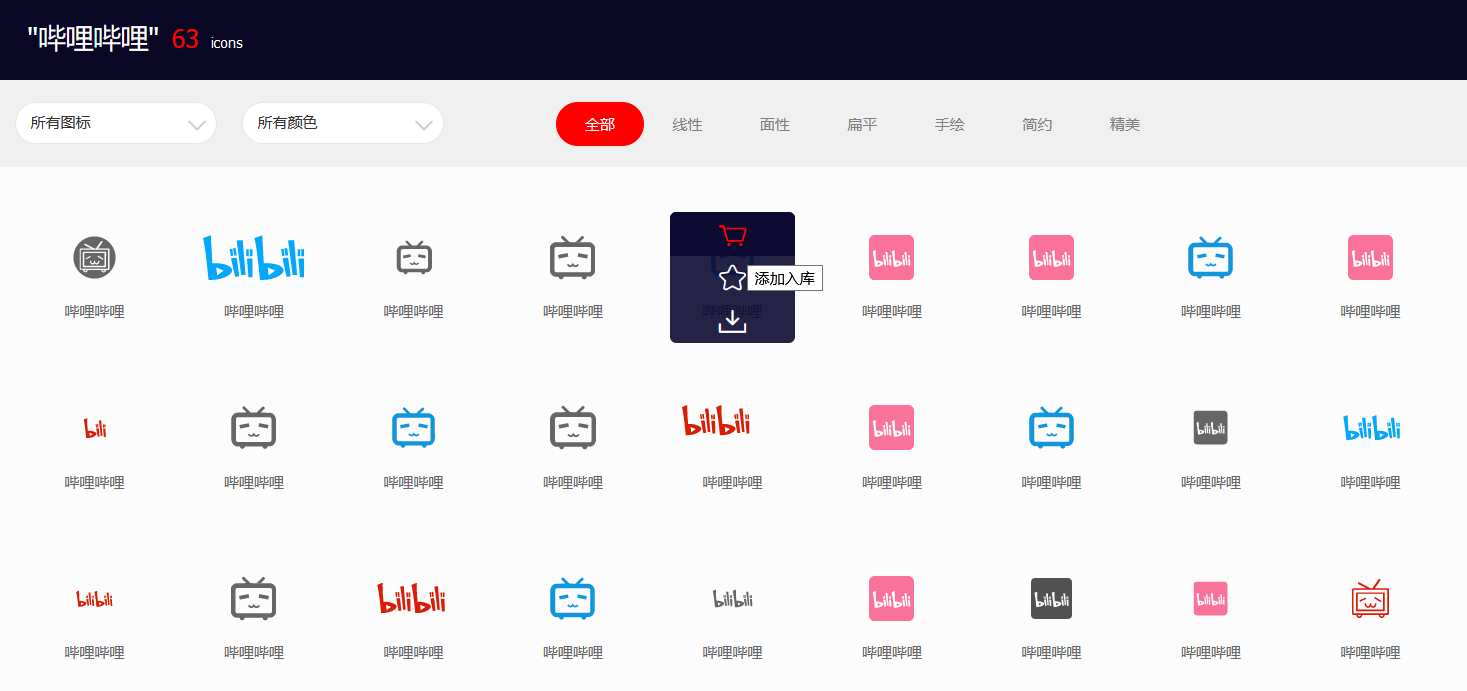 "哔哩哔哩" 63 icons
所有图标 所有颜色 全部 线性 面性 扁平 手绘 简约 精美
bilibili bilibili bilibili bilibili
添加入库
哔哩哔哩 哔哩哔哩 哔哩哔哩 哔哩哔哩 哔哩哔哩 哔哩哔哩 哔哩哔哩 哔哩哔哩 哔哩哔哩
bili bilibili bilibili bilibili bilibili
哔哩哔哩 哔哩哔哩 哔哩哔哩 哔哩哔哩 哔哩哔哩 哔哩哔哩 哔哩哔哩 哔哩哔哩 哔哩哔哩
bilibili bilibili bilibili bilibili bilibili bilibili
哔哩哔哩 哔哩哔哩 哔哩哔哩 哔哩哔哩 哔哩哔哩 哔哩哔哩 哔哩哔哩 哔哩哔哩 哔哩哔哩